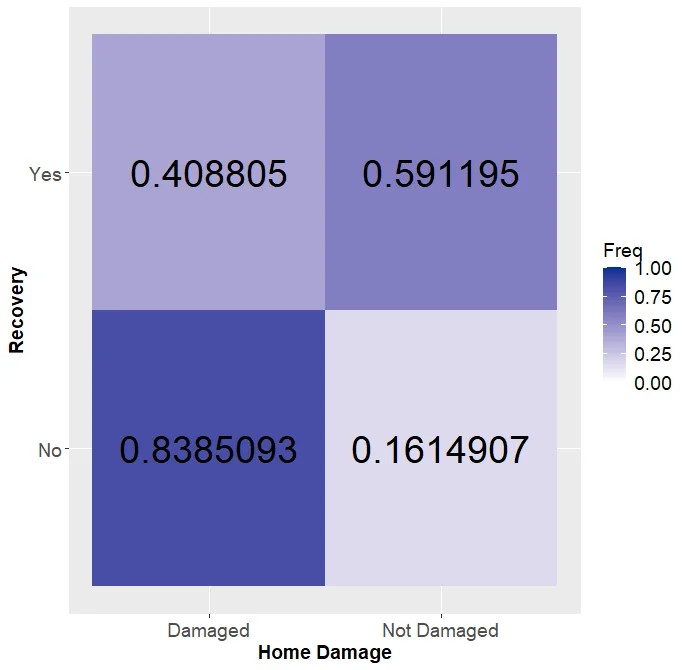 Yes
0.408805
0.591195
Recovery
No
0.8385093
0.1614907
Damaged
Not Damaged
Home Damage
Freq
1.00
0.75
0.50
0.25
0.00